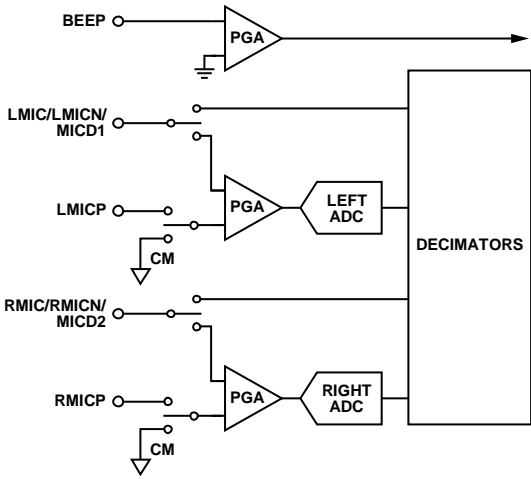 BEEP
PGA
LMIC/LMICN/
MICD1
LMICP
PGA
LEFT
ADC
CM
DECIMATORS
RMIC/RMICN/
MICD2
RMICP
PGA
RIGHT
ADC
CM